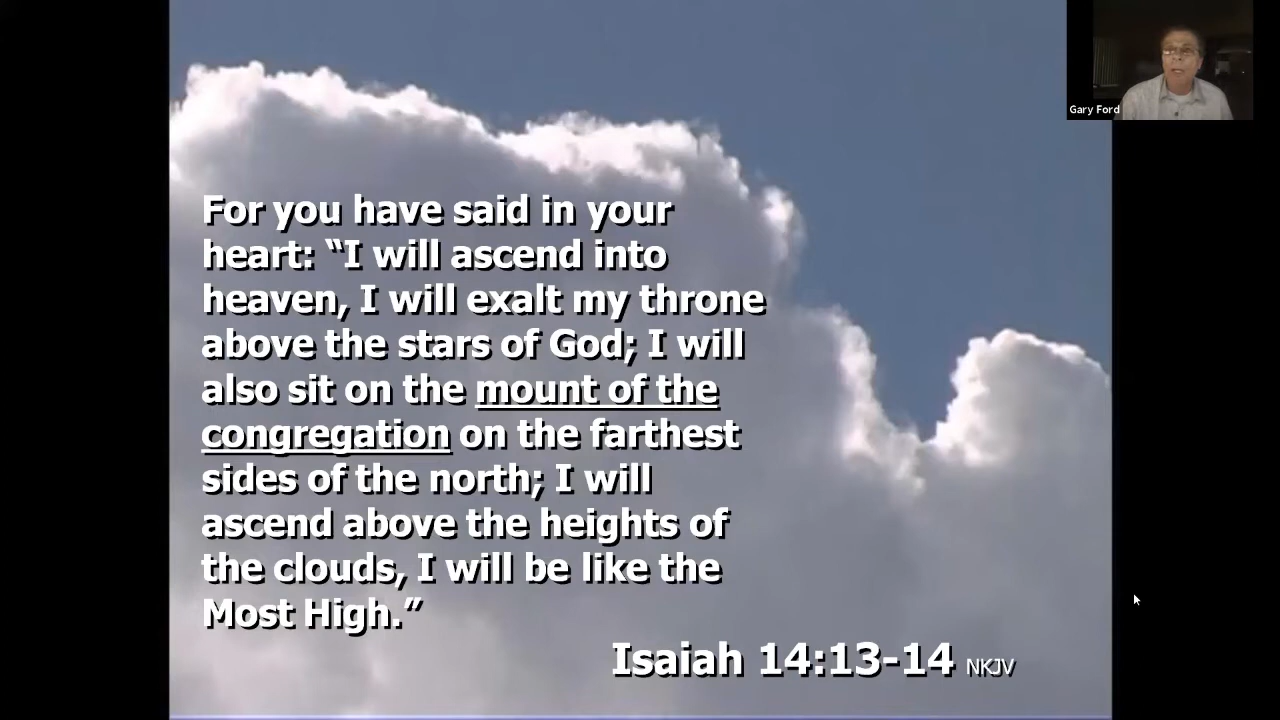 Gary Ford
For you have said in your
heart: “I will ascend into
heaven, I will exalt my throne
above the stars of God; I will
also sit on the mount of the
congregation on the farthest
sides of the north; I will
ascend above the heights of
the clouds, I will be like the
Most High.”
Isaiah 14:13-14 NKJV